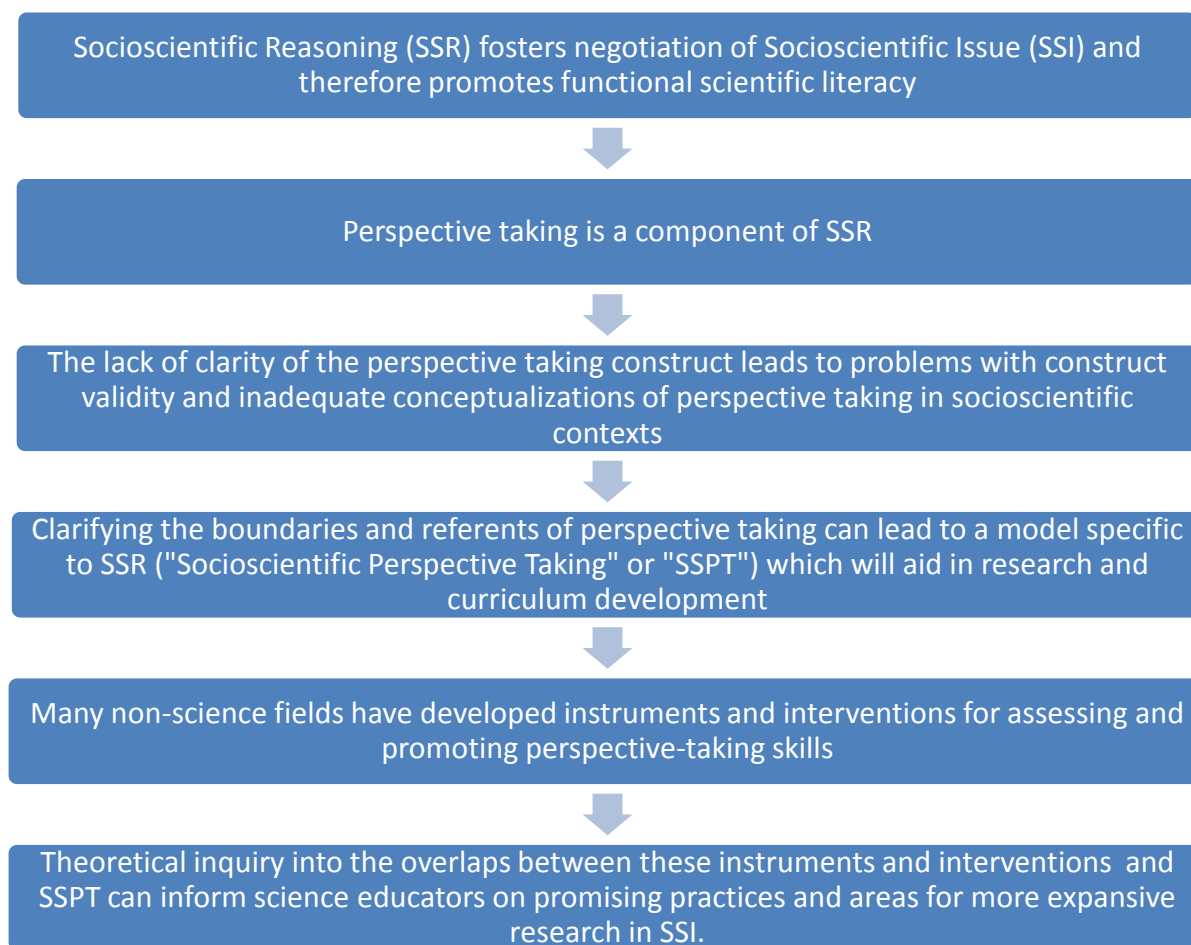 Socioscientific Reasoning (SSR) fosters negotiation of Socioscientific Issue (SSI) and
therefore promotes functional scientific literacy
Perspective taking is a component of SSR
The lack of clarity of the perspective taking construct leads to problems with construct
validity and inadequate conceptualizations of perspective taking in socioscientific
contexts
Clarifying the boundaries and referents of perspective taking can lead to a model specific
to SSR ("Socioscientific Perspective Taking" or "SSPT") which will aid in research and
curriculum development
Many non-science fields have developed instruments and interventions for assessing and
promoting perspective-taking skills
Theoretical inquiry into the overlaps between these instruments and interventions and
SSPT can inform science educators on promising practices and areas for more expansive
research in SSI.